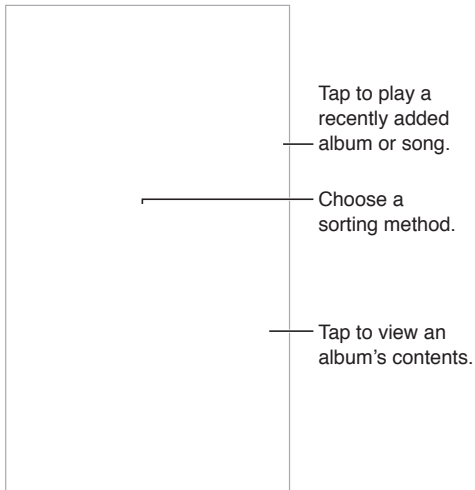 Tap to play a
recently added
album or song.
Choose a
sorting method.
Tap to view an
album's contents.